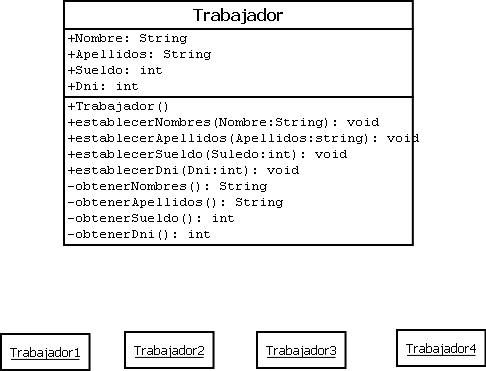 Trabajador
+Nombre: String
+Apellidos: String
+Sueldo: int
+Dni: int
+Trabajador()
+establecerNombres(Nombre:String): void
+establecerApellidos(Apellidos:string): void
+establecerSueldo(Suledo:int): void
+establecerDni(Dni:int): void
-obtenerNombres(): String
-obtenerApellidos(): String
-obtenerSueldo(): int
-obtenerDni(): int
Trabajador1 Trabajador2 Trabajador3 Trabajador4